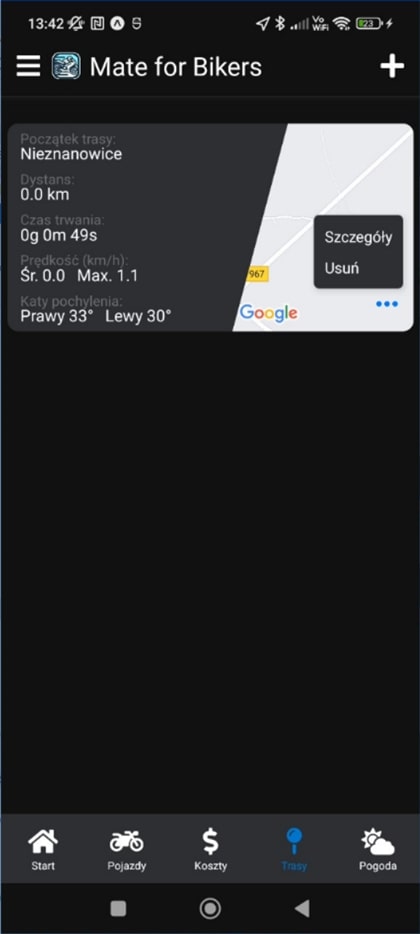 13:42
Vo WiFi
23
Mate for Bikers
Początek trasy:
Nieznanowice
Dystans:
0.0 km
Czas trwania:
0g 0m 49s
Prędkość (km/h):
Śr. 0.0 Max. 1.1
Katy pochylenia:
Prawy 33° Lewy 30°
967
Google
Szczegóły
Usuń
Start
Pojazdy
Koszty
Trasy
Pogoda